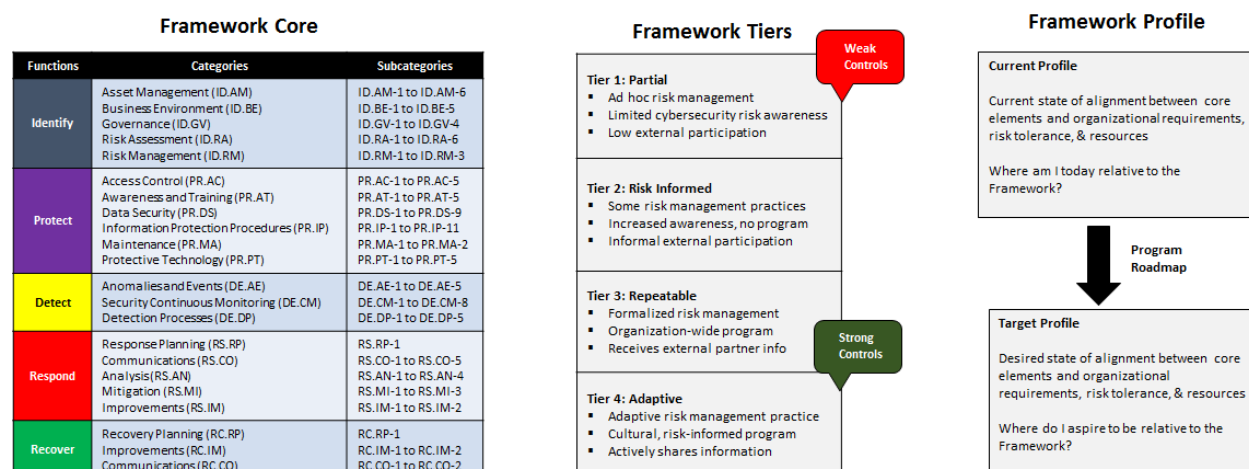 Framework Core
Functions Categories Subcategories
Identify
Asset Management (ID.AM) ID.AM-1 to ID.AM-6
Business Environment (ID.BE) ID.BE-1 to ID.BE-5
Governance (ID.GV) ID.GV-1 to ID.GV-4
Risk Assessment (ID.RA) ID.RA-1 to ID.RA-6
Risk Management (ID.RM) ID.RM-1 to ID.RM-3
Protect
Access Control (PR.AC) PR.AC-1 to PR.AC-5
Awareness and Training (PR.AT) PR.AT-1 to PR.AT-5
Data Security (PR.DS) PR.DS-1 to PR.DS-9
Information Protection Procedures (PR.IP) PR.IP-1 to PR.IP-11
Maintenance (PR.MA) PR.MA-1 to PR.MA-2
Protective Technology (PR.PT) PR.PT-1 to PR.PT-5
Detect
Anomalies and Events (DE.AE) DE.AE-1 to DE.AE-5
Security Continuous Monitoring (DE.CM) DE.CM-1 to DE.CM-8
Detection Processes (DE.DP) DE.DP-1 to DE.DP-5
Respond
Response Planning (RS.RP) RS.RP-1
Communications (RS.CO) RS.CO-1 to RS.CO-5
Analysis (RS.AN) RS.AN-1 to RS.AN-4
Mitigation (RS.MI) RS.MI-1 to RS.MI-3
Improvements (RS.IM) RS.IM-1 to RS.IM-2
Recover
Recovery Planning (RC.RP) RC.RP-1
Improvements (RC.IM) RC.IM-1 to RC.IM-2
Communications (RC.CO) RC.CO-1 to RC.CO-2
Framework Tiers
Weak
Controls
Tier 1: Partial
▪ Ad hoc risk management
▪ Limited cybersecurity risk awareness
▪ Low external participation
Tier 2: Risk Informed
▪ Some risk management practices
▪ Increased awareness, no program
▪ Informal external participation
Tier 3: Repeatable
▪ Formalized risk management
▪ Organization-wide program
▪ Receives external partner info
Strong
Controls
Tier 4: Adaptive
▪ Adaptive risk management practice
▪ Cultural, risk-informed program
▪ Actively shares information
Framework Profile
Current Profile
Current state of alignment between core
elements and organizational requirements,
risk tolerance, & resources
Where am I today relative to the
Framework?
Program
Roadmap
Target Profile
Desired state of alignment between core
elements and organizational
requirements, risk tolerance, & resources
Where do I aspire to be relative to the
Framework?